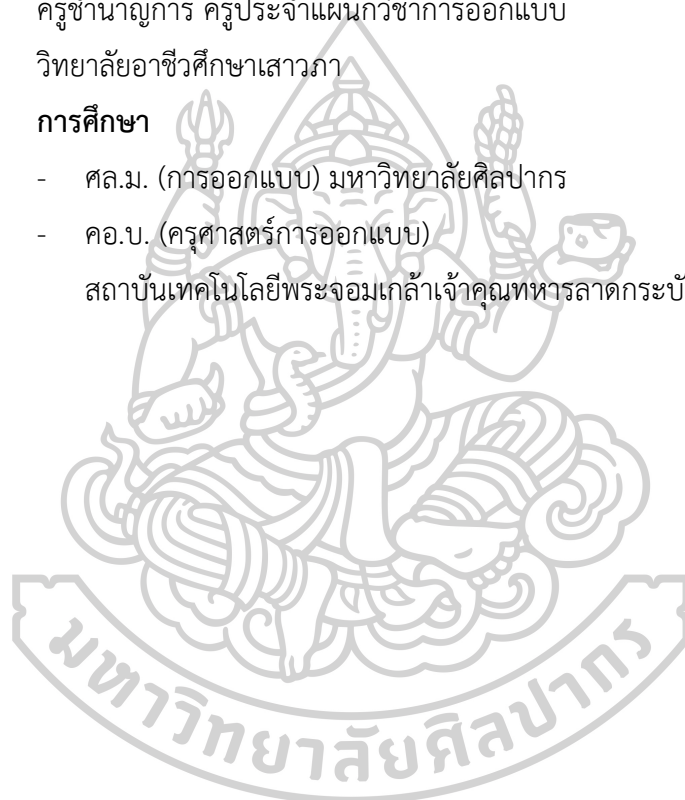 ครูชำนาญการ ครูประจำแผนกวิชาการออกแบบ
วิทยาลัยอาชีวศึกษาเสาวภา
การศึกษา
- ศล.ม. (การออกแบบ) มหาวิทยาลัยศิลปากร
- คอ.บ. (ครุศาสตร์การออกแบบ)
สถาบันเทคโนโลยีพระจอมเกล้าเจ้าคุณทหารลาดกระบั
มหาวิทยาลัยศิลปากร